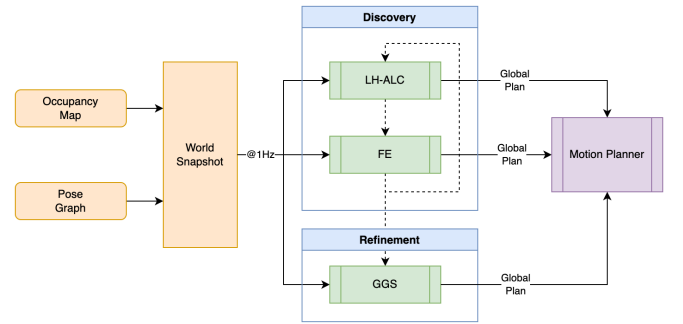 Discovery
LH-ALC
Global
Plan
Occupancy
Map
World
Snapshot
@1Hz
FE
Global
Plan
Motion Planner
Pose
Graph
Refinement
GGS
Global
Plan